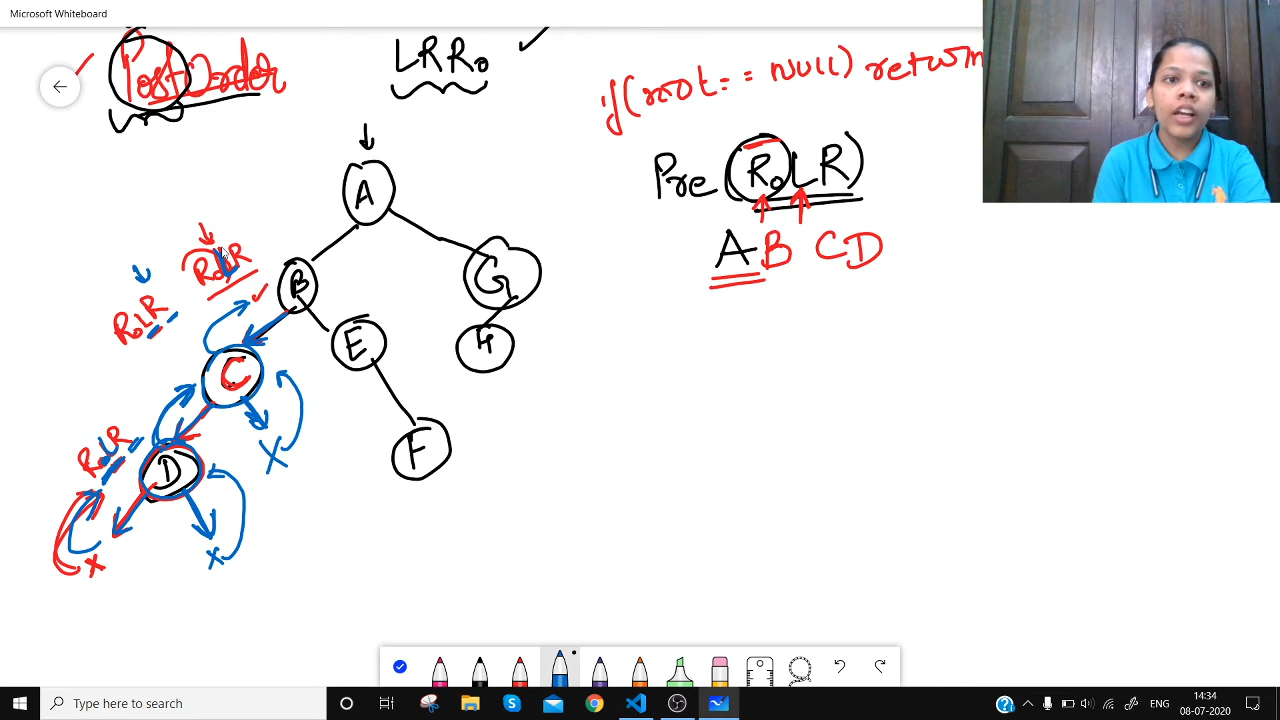 Microsoft Whiteboard
PostOrder
LRRo
if(root == NULL) return
Pre (RoLR)
A B C D
A
RoLR
B
G
RoLR
E
H
C
RoLR
D
X
F
X
X
Type here to search
ENG
14:34
08-07-2020